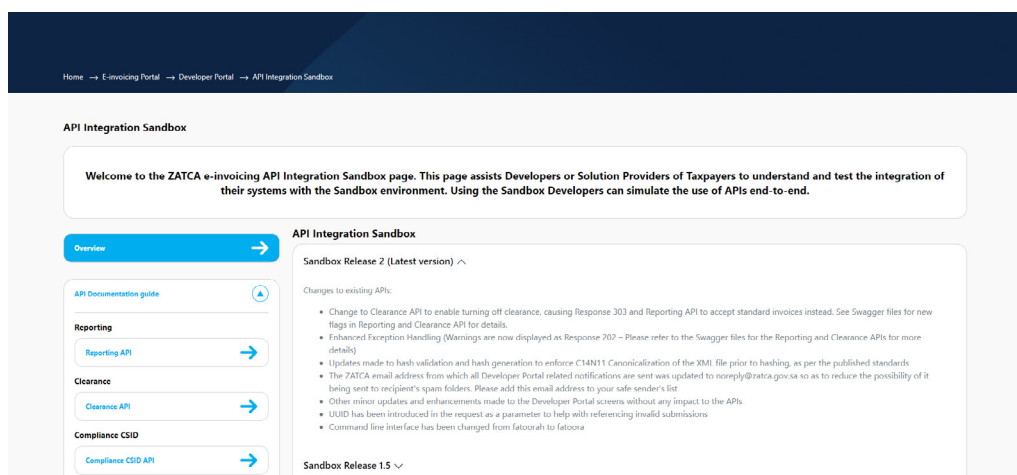 Home → E-invoicing Portal → Developer Portal → API Integration Sandbox
API Integration Sandbox
Welcome to the ZATCA e-invoicing API Integration Sandbox page. This page assists Developers or Solution Providers of Taxpayers to understand and test the integration of
their systems with the Sandbox environment. Using the Sandbox Developers can simulate the use of APIs end-to-end.
Overview
API Documentation guide
Reporting
Reporting API
Clearance
Clearance API
Compliance CSID
Compliance CSID API
API Integration Sandbox
Sandbox Release 2 (Latest version)
Changes to existing APIs:
• Change to Clearance API to enable turning off clearance, causing Response 303 and Reporting API to accept standard invoices instead. See Swagger files for new
flags in Reporting and Clearance API for details.
• Enhanced Exception Handling (Warnings are now displayed as Response 202 – Please refer to the Swagger files for the Reporting and Clearance APIs for more
details)
• Updates made to hash validation and hash generation to enforce C14N11 Canonicalization of the XML file prior to hashing, as per the published standards
• The ZATCA email address from which all Developer Portal related notifications are sent was updated to noreply@zatca.gov.sa so as to reduce the possibility of it
being sent to recipient's spam folders. Please add this email address to your safe sender's list
• Other minor updates and enhancements made to the Developer Portal screens without any impact to the APIs
• UUID has been introduced in the request as a parameter to help with referencing invalid submissions
• Command line interface has been changed from fatoorah to fatoora
Sandbox Release 1.5